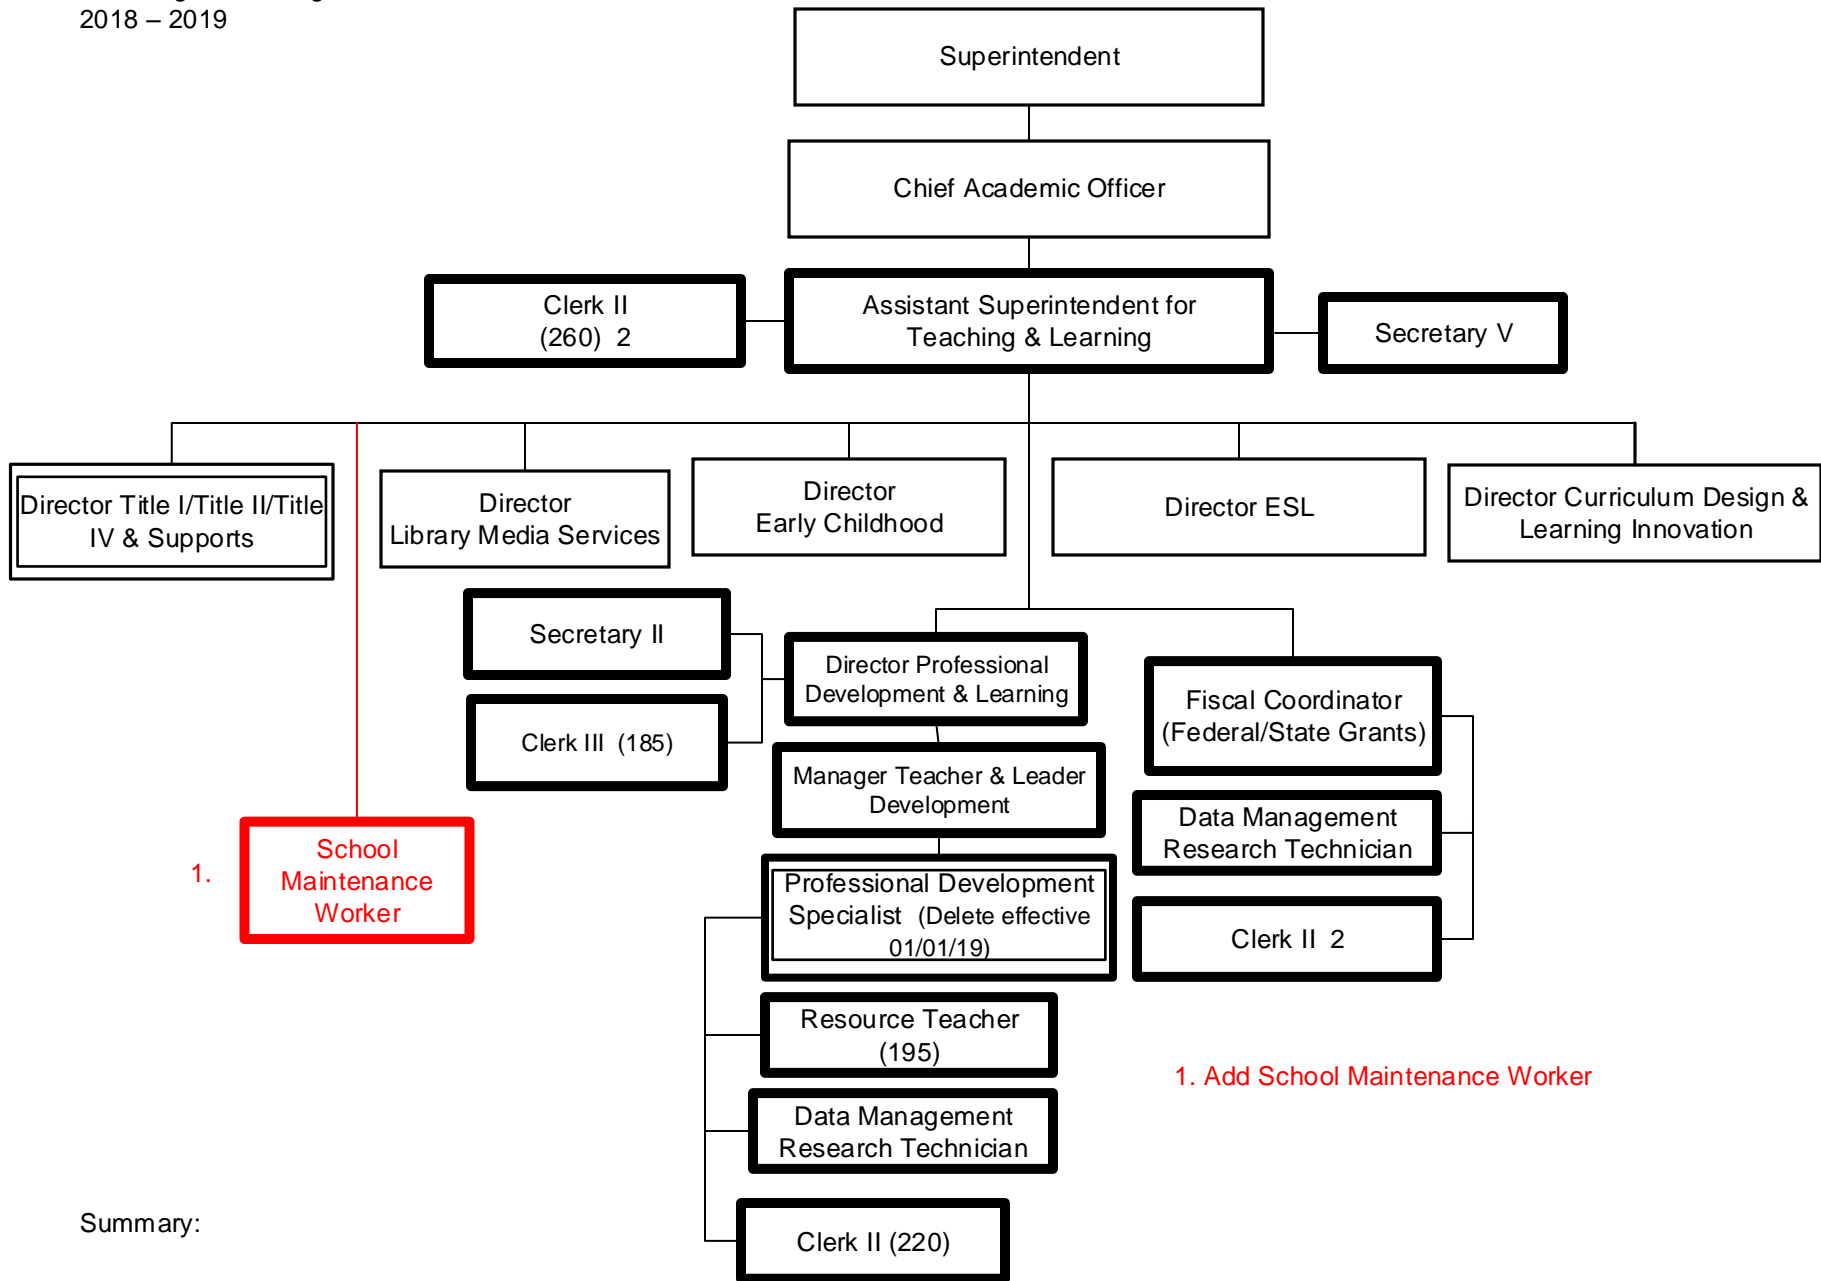 2018 – 2019
Superintendent
Chief Academic Officer
Clerk II
(260)  2
Assistant Superintendent for
Teaching & Learning
Secretary V
Director Title I/Title II/Title
IV & Supports
Director
Library Media Services
Director
Early Childhood
Director ESL
Director Curriculum Design &
Learning Innovation
Secretary II
Director Professional
Development & Learning
Fiscal Coordinator
(Federal/State Grants)
Clerk III  (185)
Manager Teacher & Leader
Development
1.
School
Maintenance
Worker
Data Management
Research Technician
Professional Development
Specialist  (Delete effective
01/01/19)
Clerk II  2
Resource Teacher
(195)
1. Add School Maintenance Worker
Data Management
Research Technician
Summary:
Clerk II (220)